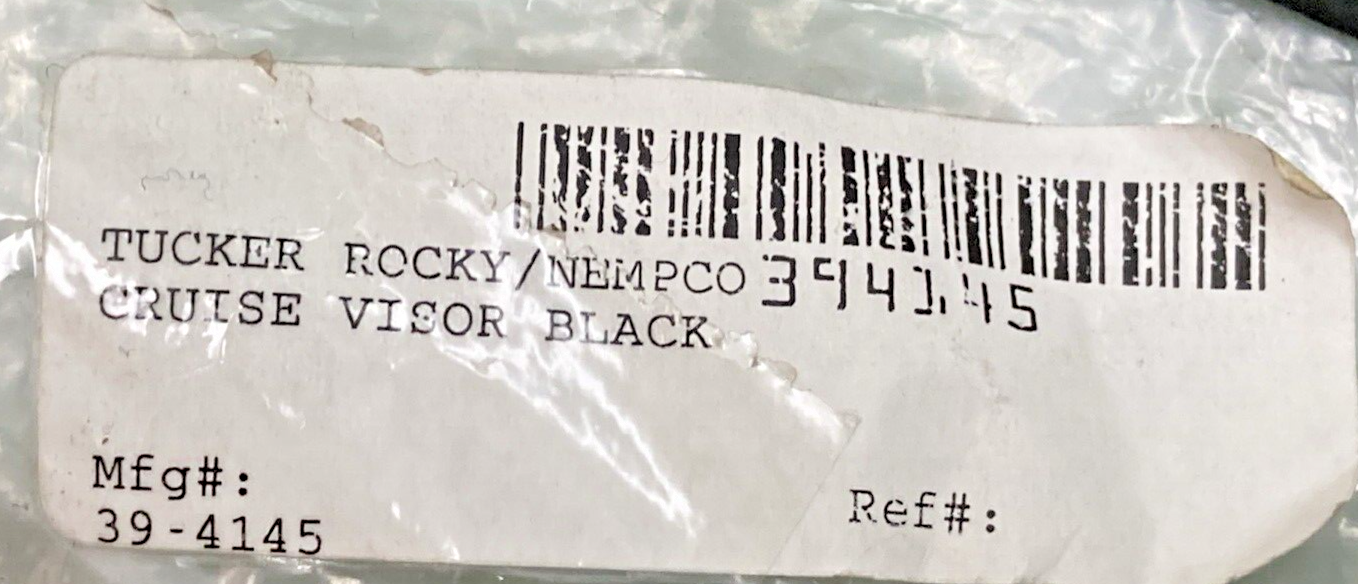 394145
TUCKER ROCKY/NEMPCO
CRUISE VISOR BLACK
Mfg#:
39-4145
Ref#: